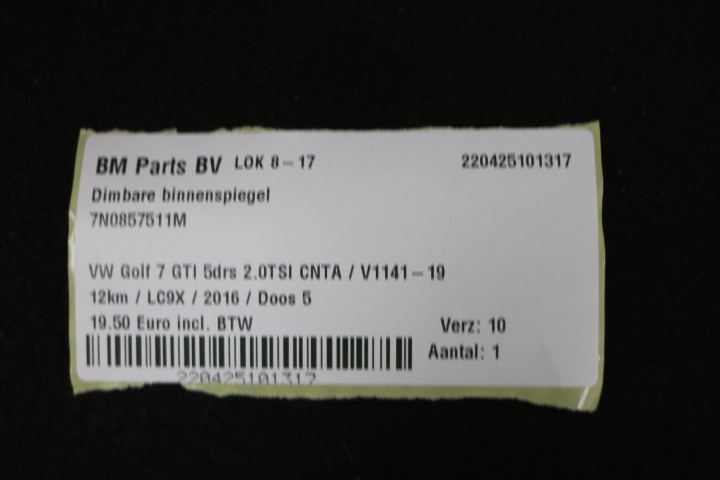 BM Parts BV LOK 8-17 220425101317
Dimbare binnenspiegel
7N0857511M
VW Golf 7 GTI 5drs 2.0TSI CNTA / V1141-19
12km / LC9X / 2016 / Doos 5
19.50 Euro incl. BTW Verz: 10
Aantal: 1
220425101317